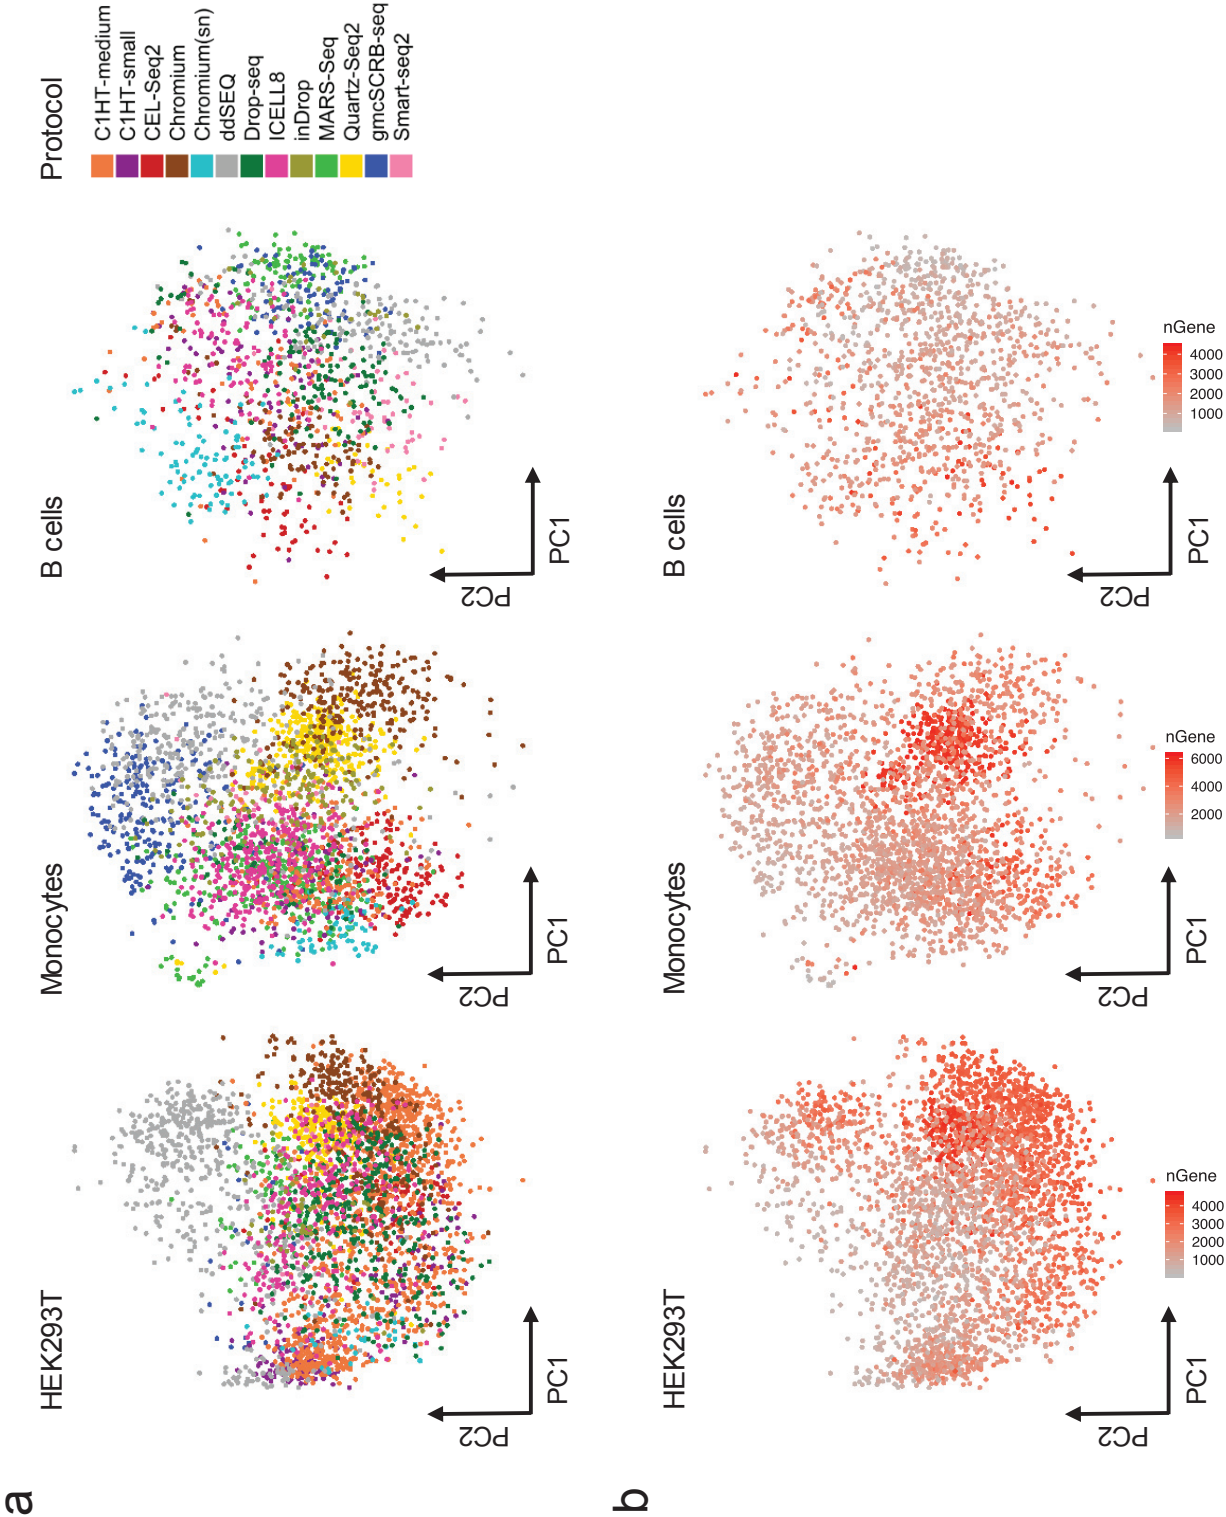 a
HEK293T
PC2
PC1
Monocytes
PC2
PC1
B cells
PC2
PC1
Protocol
C1HT-medium
C1HT-small
CEL-Seq2
Chromium
Chromium(sn)
ddSEQ
Drop-seq
ICELL8
inDrop
MARS-Seq
Quartz-Seq2
gmcSCRB-seq
Smart-seq2
b
HEK293T
PC2
PC1
nGene
4000
3000
2000
1000
Monocytes
PC2
PC1
nGene
6000
4000
2000
B cells
PC2
PC1
nGene
4000
3000
2000
1000